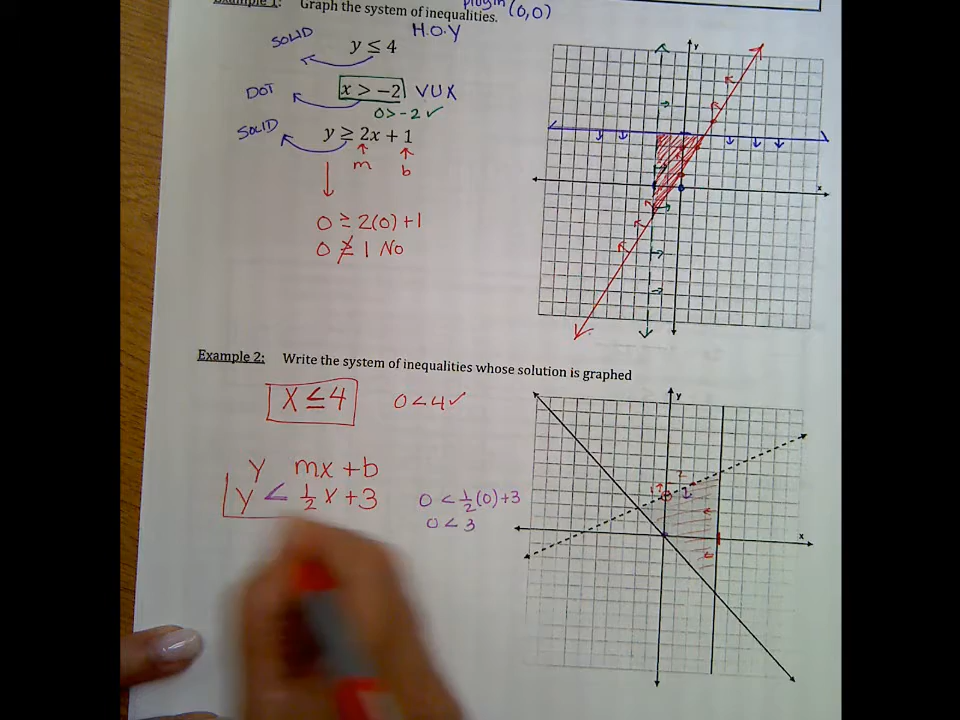 Example 1: Graph the system of inequalities.
plugin (0,0)
H.O.Y
SOLID y ≤ 4
DOT x > −2 VUX
0 > -2 ✓
SOLID y ≥ 2x + 1
m b
0 ≥ 2(0) +1
0 ≱ 1 No
y
x
Example 2: Write the system of inequalities whose solution is graphed
X ≤ 4 0 < 4 ✓
y mx + b
y < 1/2 x + 3 0 < 1/2 (0) + 3
0 < 3
y
x